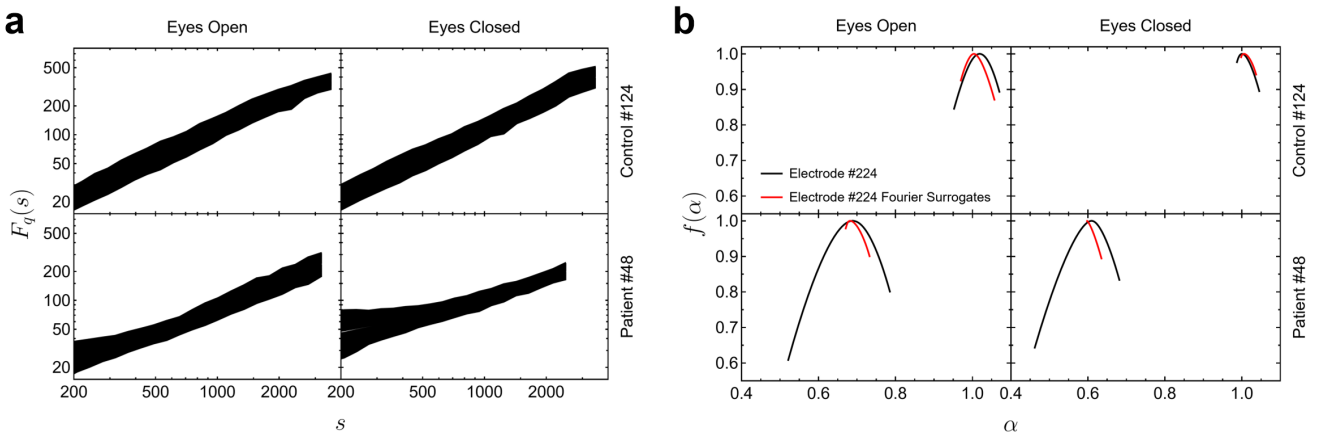 a
Eyes Open
Eyes Closed
500
200
100
50
20
Control #124
500
200
100
50
20
Patient #48
F_q(s)
200
500
1000
2000
200
500
1000
2000
s
b
Eyes Open
Eyes Closed
1.0
0.9
0.8
0.7
0.6
Electrode #224
Electrode #224 Fourier Surrogates
Control #124
1.0
0.9
0.8
0.7
0.6
Patient #48
f(α)
0.4
0.6
0.8
1.0
0.4
0.6
0.8
1.0
α